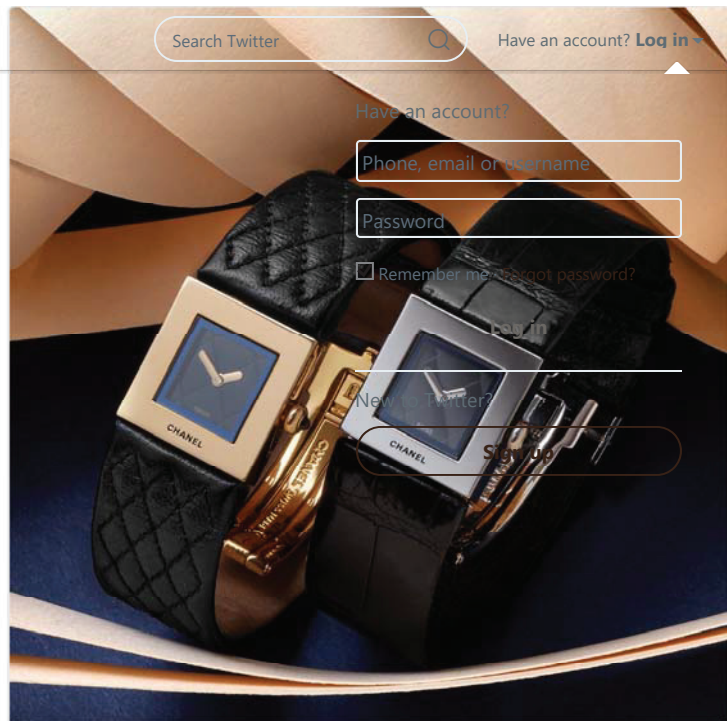 Search Twitter
Have an account? Log in
Have an account?
Phone, email or username
Password
Remember me · Forgot password?
Log in
New to Twitter?
Sign up
CHANEL
CHANEL